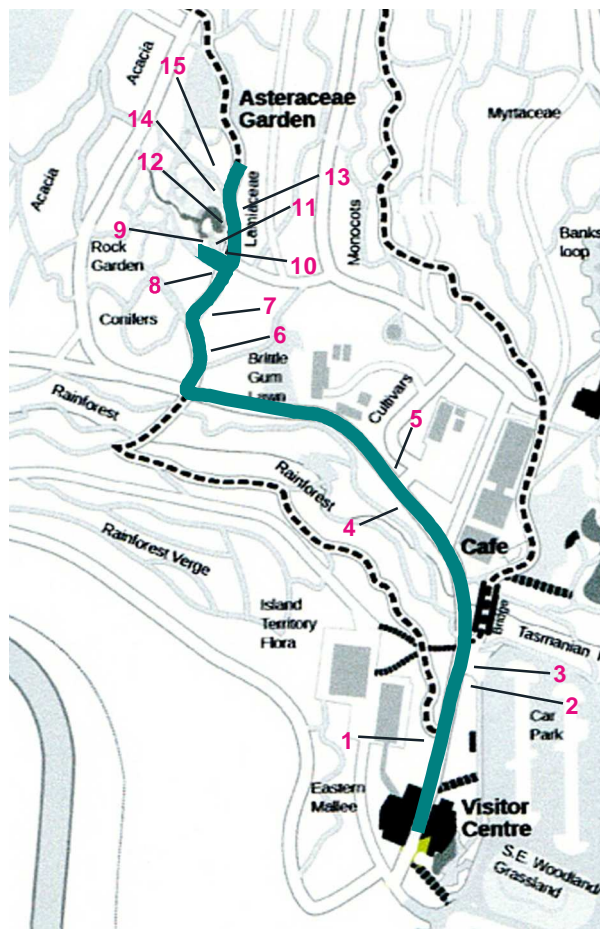 Acacia
15
Asteraceae
Garden
14
Myrtaceae
12
13
Acacia
Lamiaceae
11
Monocots
9
Banks
loop
Rock
Garden
10
8
7
Conifers
6
Brittle
Gum
Lawn
Cultivars
Rainforest
5
Rainforest
4
Cafe
Rainforest Verge
Island
Territory
Flora
Bridge
Tasmanian
3
2
Car
Park
1
Eastern
Mallee
Visitor
Centre
S.E. Woodland/
Grassland